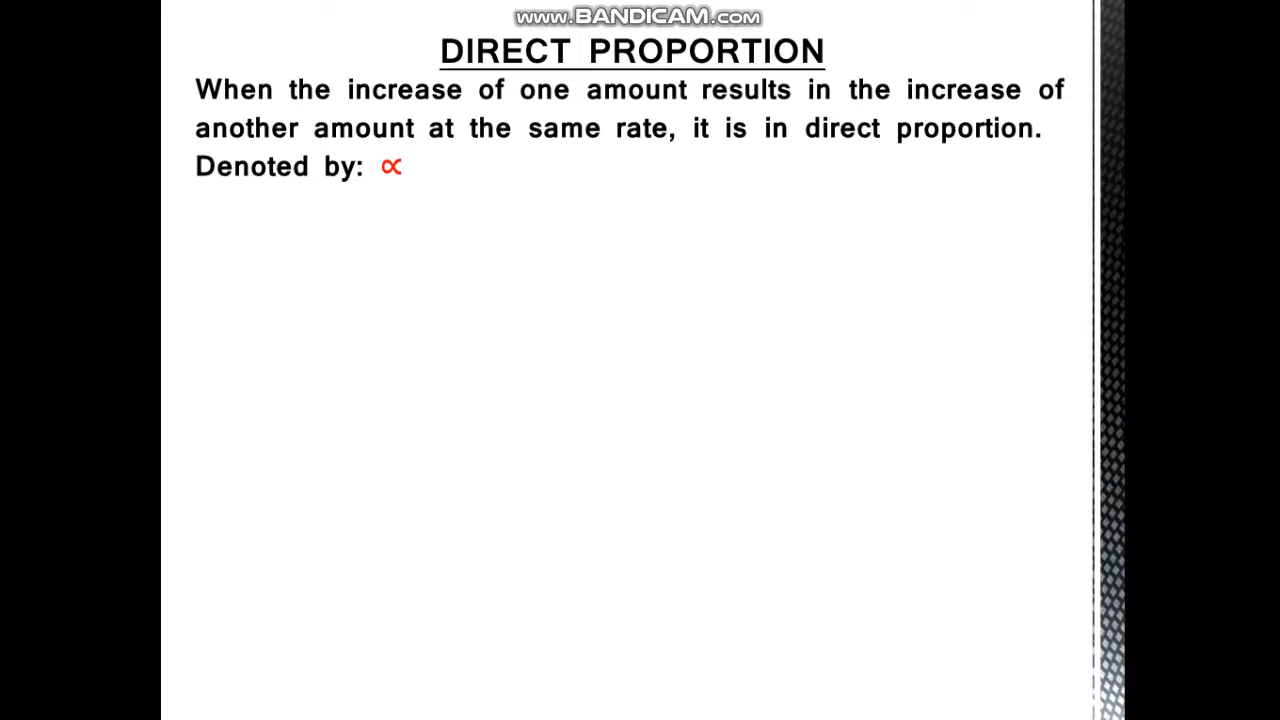 www.BANDICAM.com
DIRECT PROPORTION
When the increase of one amount results in the increase of
another amount at the same rate, it is in direct proportion.
Denoted by: ∝